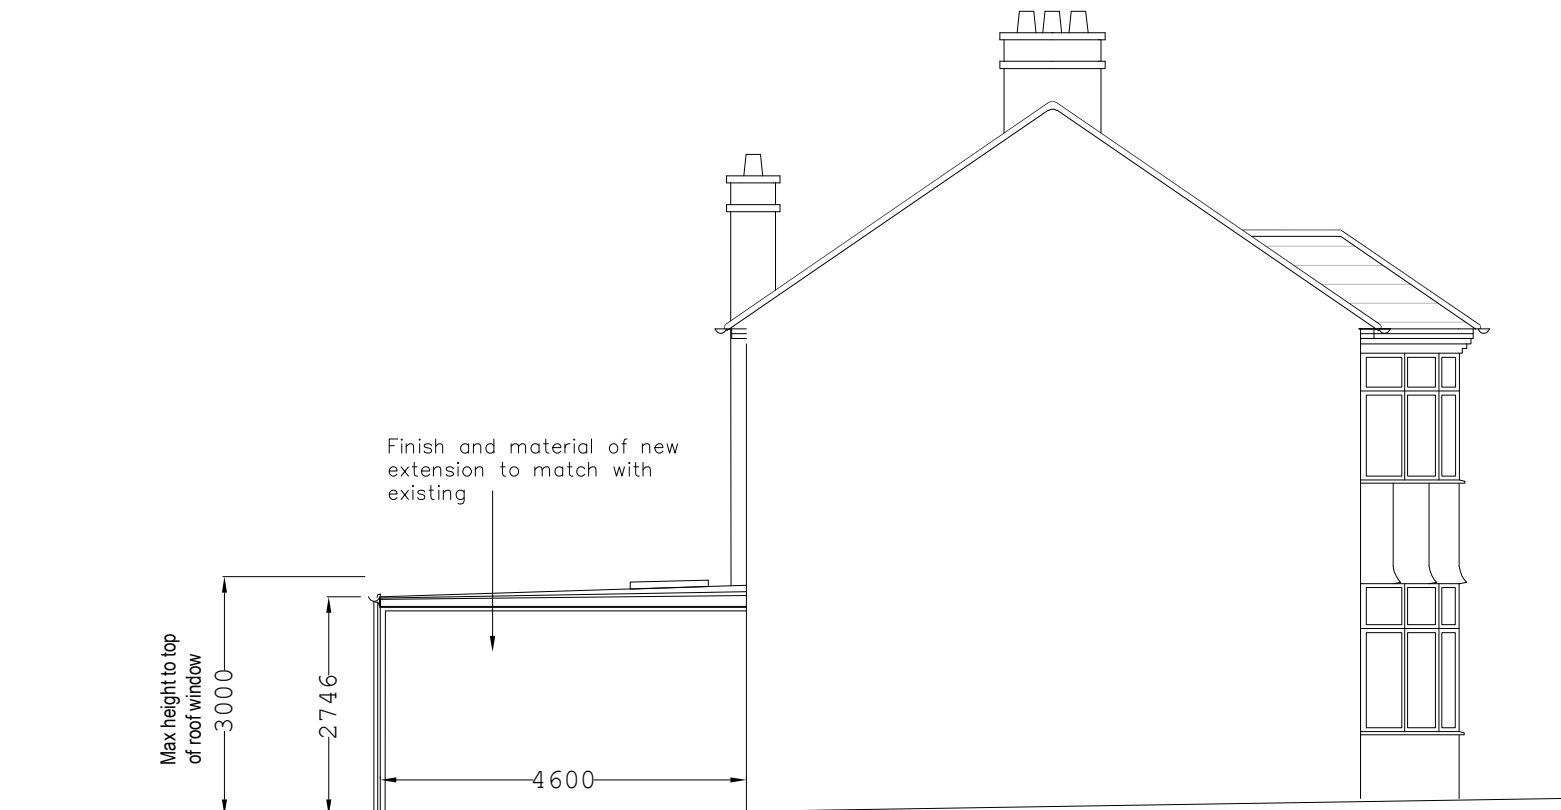 Finish and material of new
extension to match with
existing
Max height to top
of roof window
3000
2746
4600